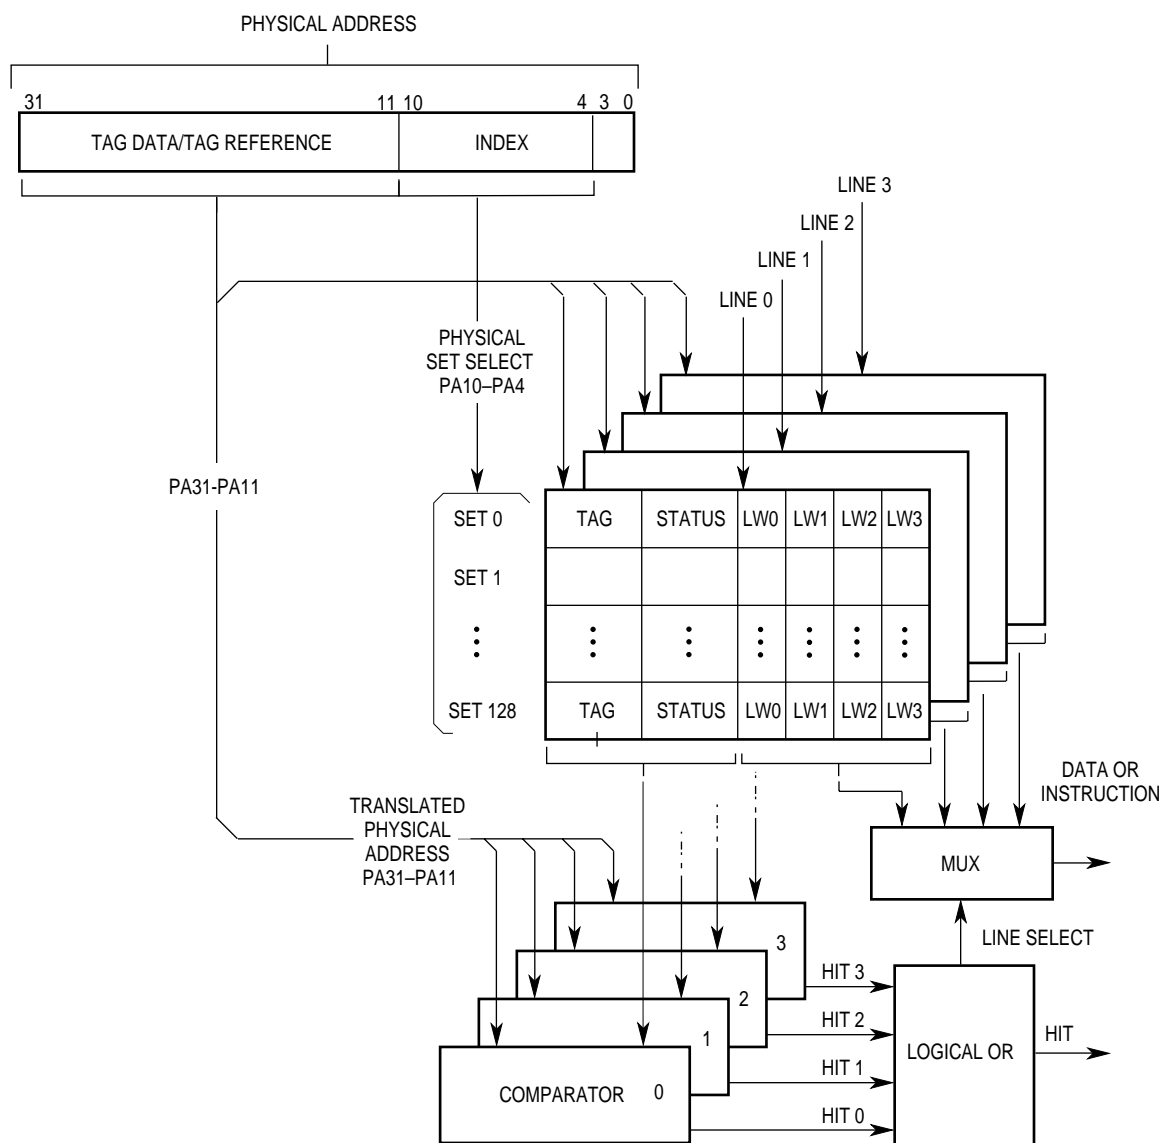 PHYSICAL ADDRESS
31 11 10 4 3 0
TAG DATA/TAG REFERENCE INDEX
LINE 3
LINE 2
LINE 1
LINE 0
PHYSICAL
SET SELECT
PA10–PA4
PA31-PA11
SET 0 TAG STATUS LW0 LW1 LW2 LW3
SET 1
SET 128 TAG STATUS LW0 LW1 LW2 LW3
DATA OR
INSTRUCTION
TRANSLATED
PHYSICAL
ADDRESS
PA31–PA11
MUX
LINE SELECT
3
HIT 3
2
HIT 2
1
HIT 1
LOGICAL OR
HIT
COMPARATOR 0
HIT 0